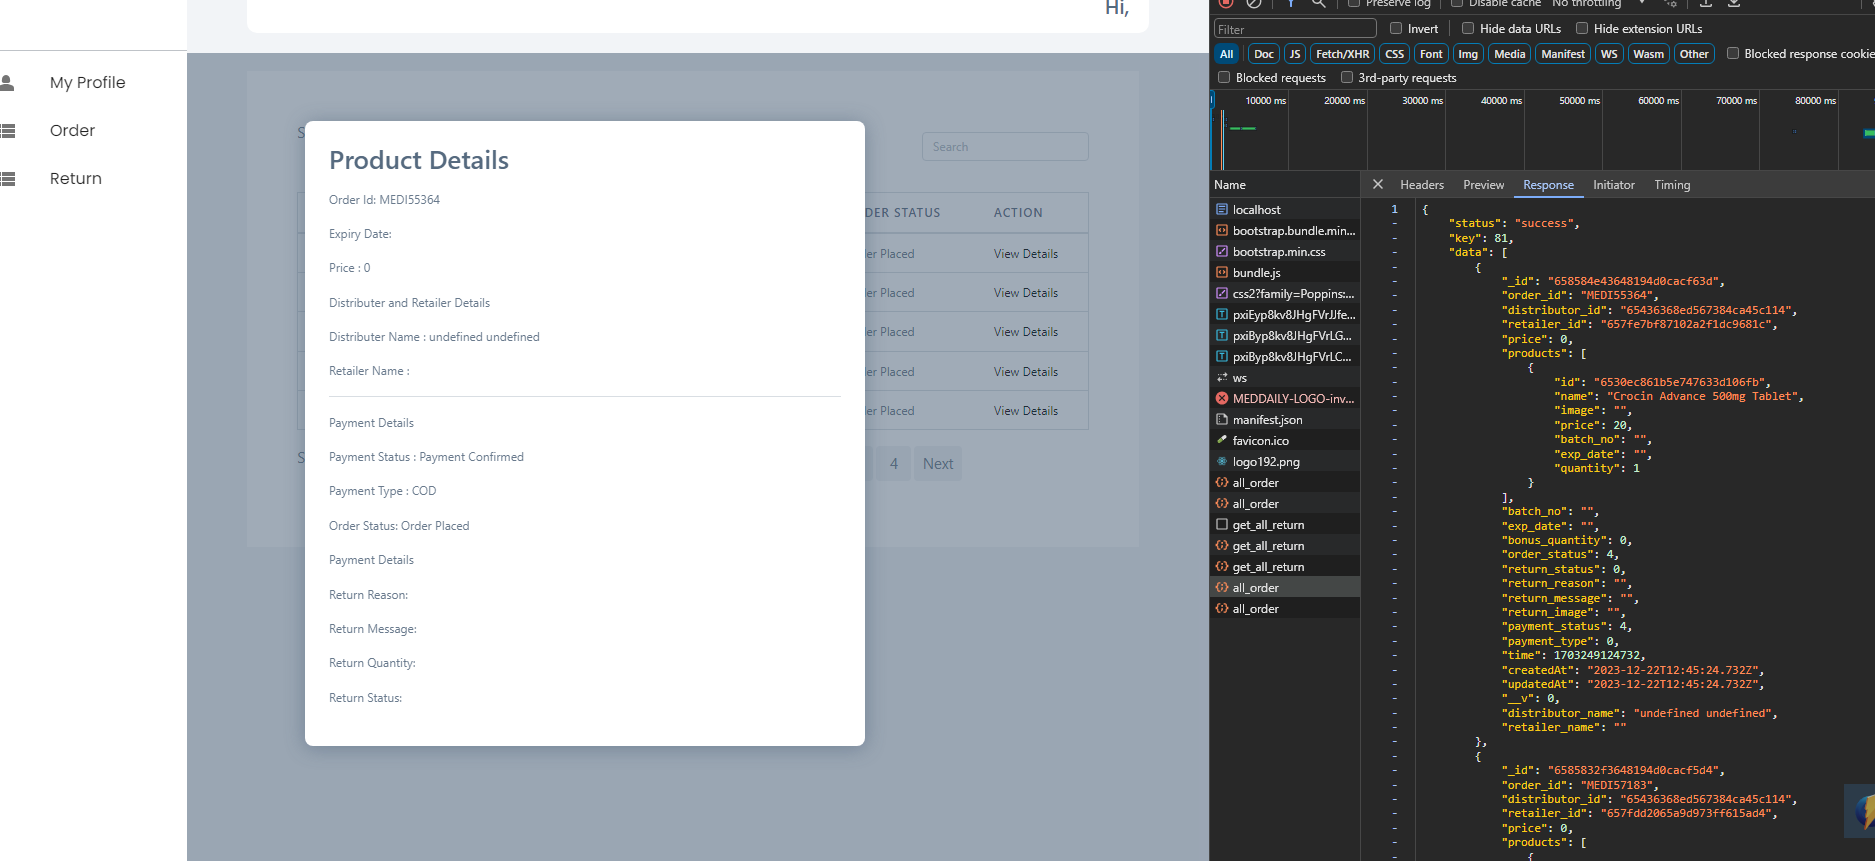 Hi,
My Profile
Order
Return
Search
DER STATUS ACTION
er Placed View Details
er Placed View Details
er Placed View Details
er Placed View Details
er Placed View Details
4 Next
Product Details
Order Id: MEDI55364
Expiry Date:
Price : 0
Distributer and Retailer Details
Distributer Name : undefined undefined
Retailer Name :
Payment Details
Payment Status : Payment Confirmed
Payment Type : COD
Order Status: Order Placed
Payment Details
Return Reason:
Return Message:
Return Quantity:
Return Status:
Preserve log Disable cache No throttling
Filter Invert Hide data URLs Hide extension URLs
All Doc JS Fetch/XHR CSS Font Img Media Manifest WS Wasm Other Blocked response cookie
Blocked requests 3rd-party requests
10000 ms 20000 ms 30000 ms 40000 ms 50000 ms 60000 ms 70000 ms 80000 ms
Name
localhost
bootstrap.bundle.min...
bootstrap.min.css
bundle.js
css2?family=Poppins:...
pxiEyp8kv8JHgFVrJJfe...
pxiByp8kv8JHgFVrLG...
pxiByp8kv8JHgFVrLC...
ws
MEDDAILY-LOGO-inv...
manifest.json
favicon.ico
logo192.png
all_order
all_order
get_all_return
get_all_return
get_all_return
all_order
all_order
Headers Preview Response Initiator Timing
1 {
- "status": "success",
- "key": 81,
- "data": [
- {
- "_id": "658584e43648194d0cacf63d",
- "order_id": "MEDI55364",
- "distributor_id": "65436368ed567384ca45c114",
- "retailer_id": "657fe7bf87102a2f1dc9681c",
- "price": 0,
- "products": [
- {
- "id": "6530ec861b5e747633d106fb",
- "name": "Crocin Advance 500mg Tablet",
- "image": "",
- "price": 20,
- "batch_no": "",
- "exp_date": "",
- "quantity": 1
- }
- ],
- "batch_no": "",
- "exp_date": "",
- "bonus_quantity": 0,
- "order_status": 4,
- "return_status": 0,
- "return_reason": "",
- "return_message": "",
- "return_image": "",
- "payment_status": 4,
- "payment_type": 0,
- "time": 1703249124732,
- "createdAt": "2023-12-22T12:45:24.732Z",
- "updatedAt": "2023-12-22T12:45:24.732Z",
- "__v": 0,
- "distributor_name": "undefined undefined",
- "retailer_name": ""
- },
- {
- "_id": "6585832f3648194d0cacf5d4",
- "order_id": "MEDI57183",
- "distributor_id": "65436368ed567384ca45c114",
- "retailer_id": "657fdd2065a9d973ff615ad4",
- "price": 0,
- "products": [
- {